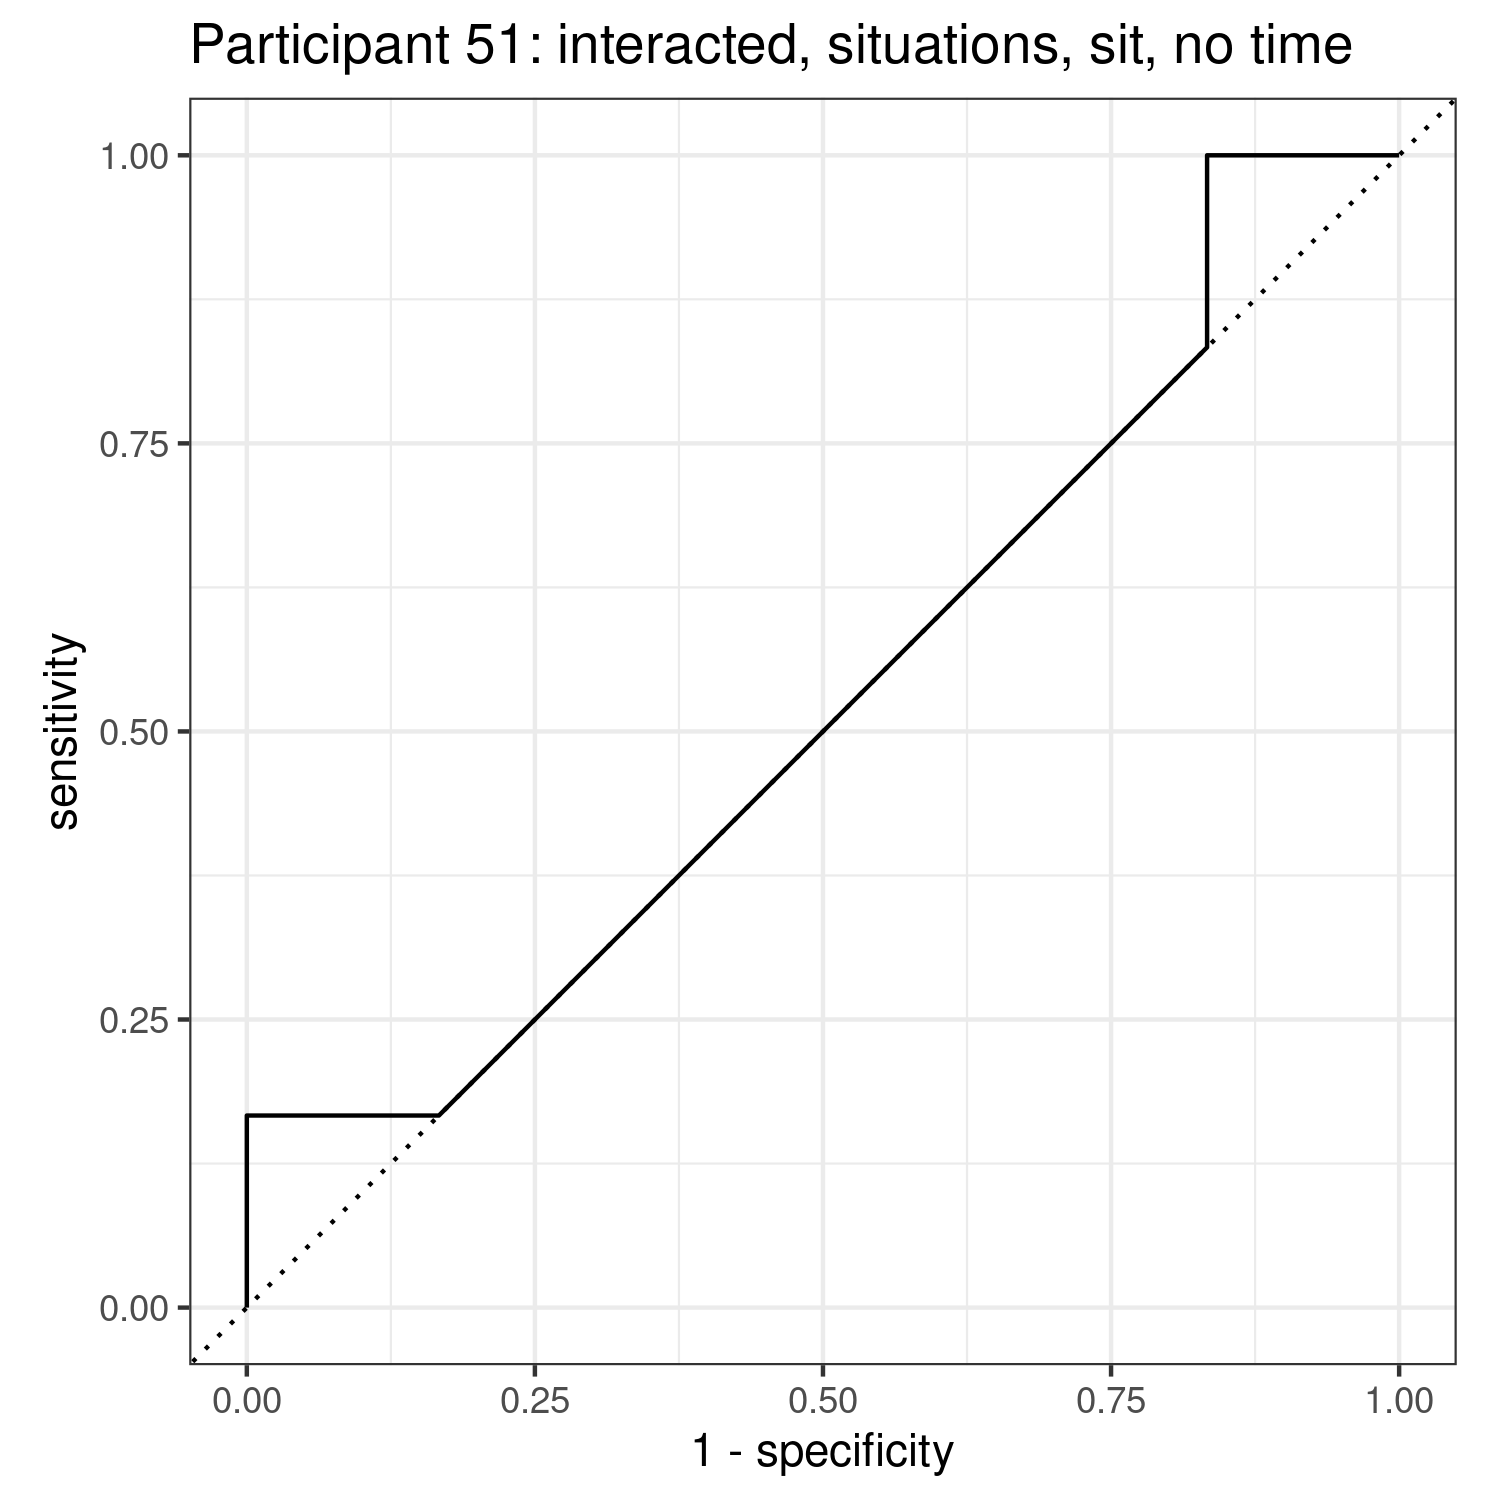 Participant 51: interacted, situations, sit, no time
1.00
0.75
0.50
0.25
0.00
sensitivity
0.00 0.25 0.50 0.75 1.00
1 - specificity